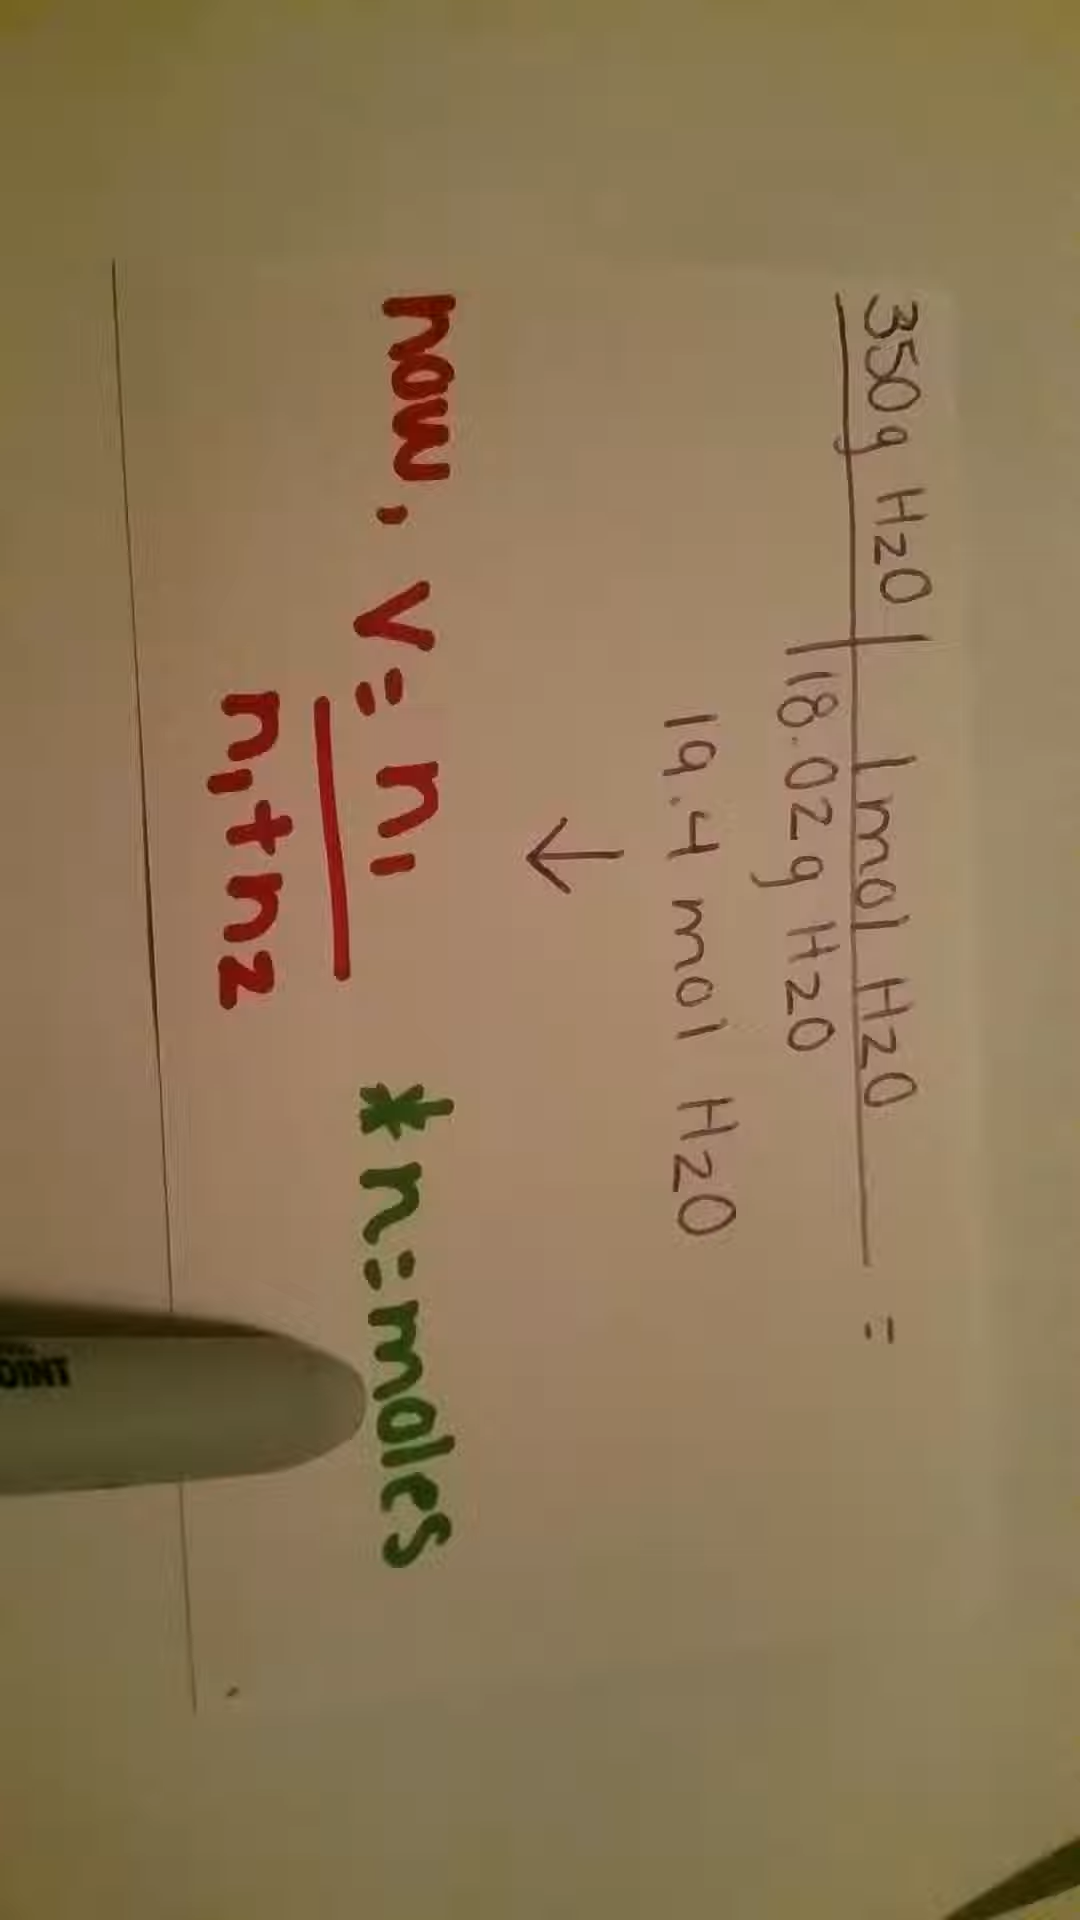 350g H2O | 1mol H2O =
18.02g H2O
19.4 mol H2O
↓
now, v = n1 *n=moles
n1+n2
OINT